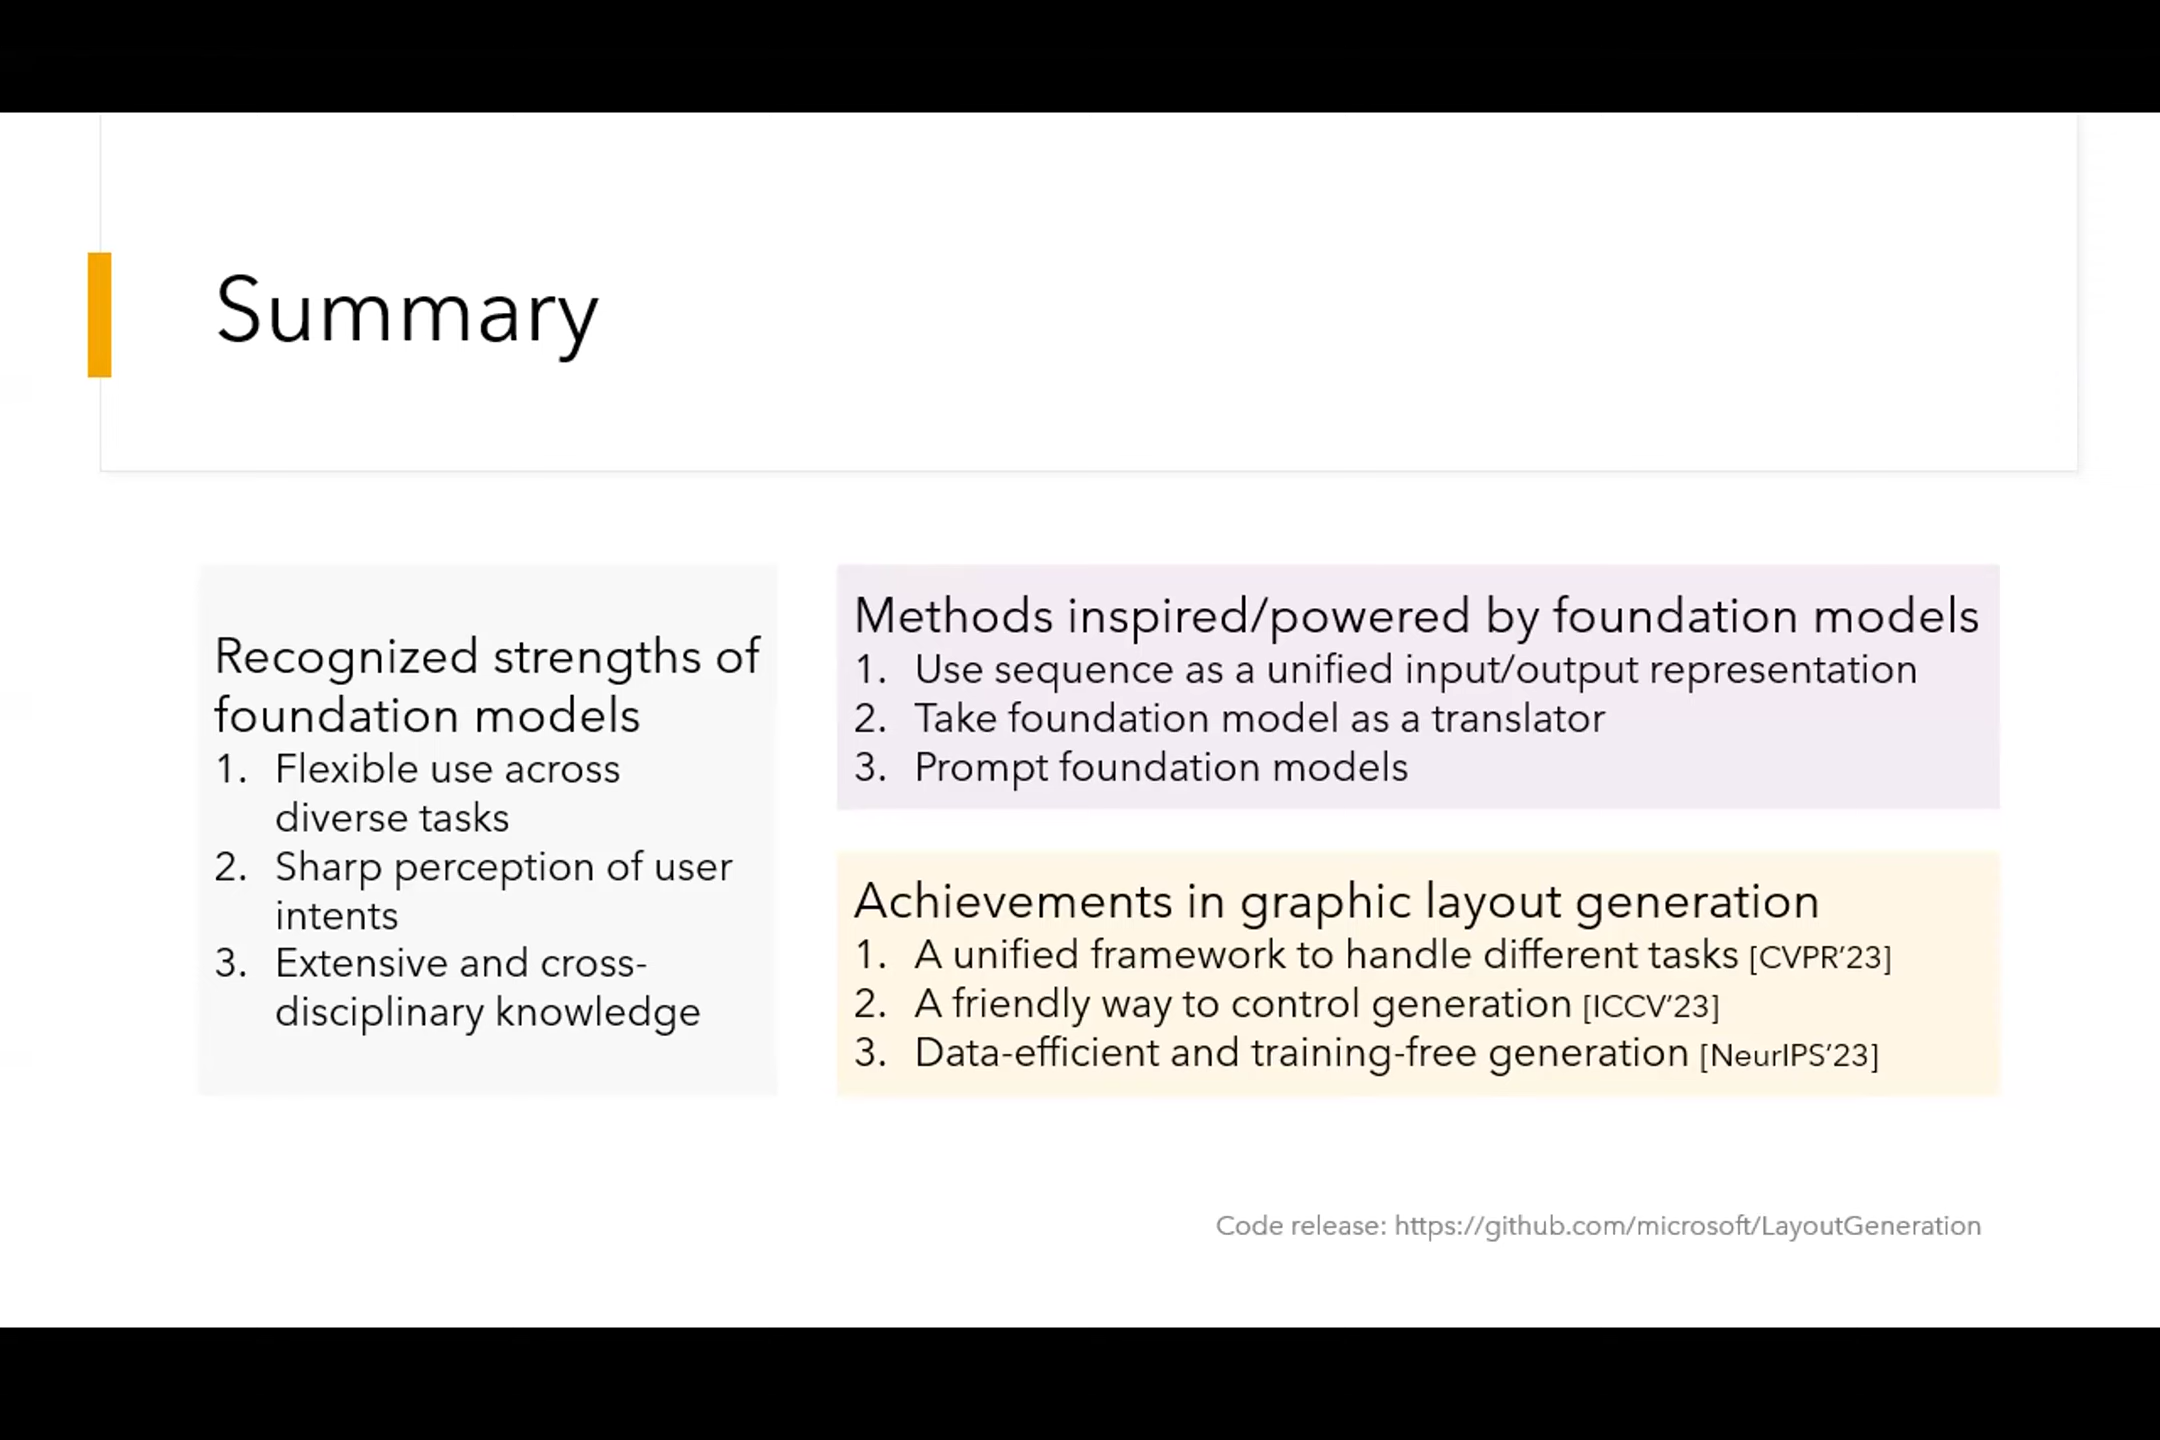 Summary
Recognized strengths of
foundation models
1. Flexible use across
diverse tasks
2. Sharp perception of user
intents
3. Extensive and cross-
disciplinary knowledge
Methods inspired/powered by foundation models
1. Use sequence as a unified input/output representation
2. Take foundation model as a translator
3. Prompt foundation models
Achievements in graphic layout generation
1. A unified framework to handle different tasks [CVPR’23]
2. A friendly way to control generation [ICCV’23]
3. Data-efficient and training-free generation [NeurIPS’23]
Code release: https://github.com/microsoft/LayoutGeneration